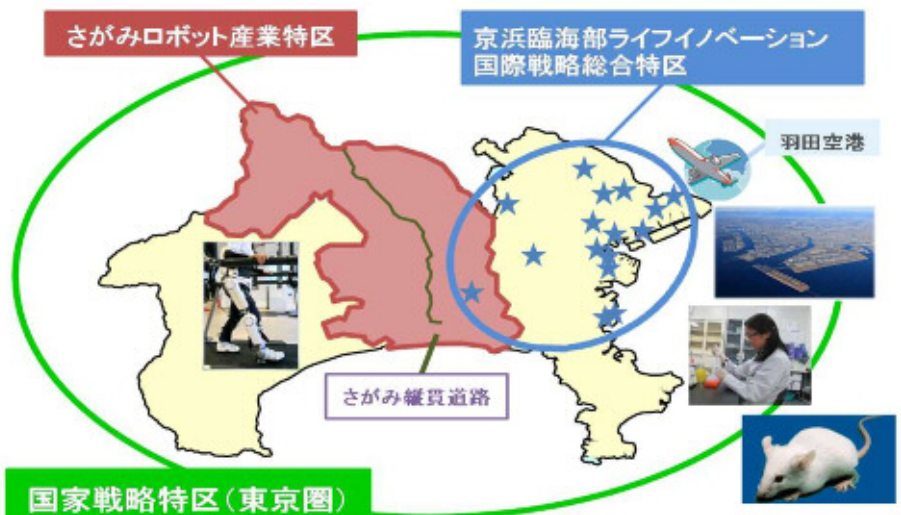 さがみロボット産業特区
京浜臨海部ライフイノベーション
国際戦略総合特区
羽田空港
さがみ縦貫道路
国家戦略特区(東京圏)